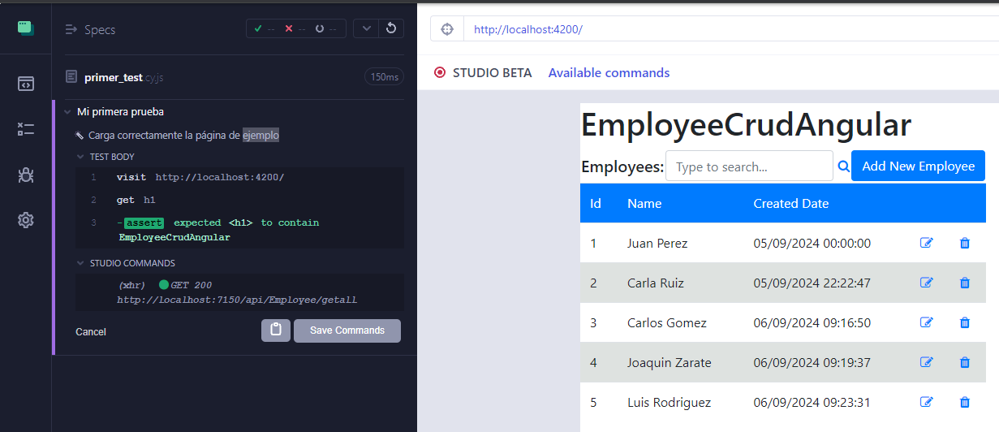 Specs
-- -- --
primer_test.cy.js
150ms
Mi primera prueba
Carga correctamente la página de ejemplo
TEST BODY
1 visit http://localhost:4200/
2 get h1
3 -assert expected <h1> to contain
EmployeeCrudAngular
STUDIO COMMANDS
(xhr) GET 200
http://localhost:7150/api/Employee/getall
Cancel
Save Commands
http://localhost:4200/
STUDIO BETA Available commands
EmployeeCrudAngular
Employees: Type to search... Add New Employee
Id Name Created Date
1 Juan Perez 05/09/2024 00:00:00
2 Carla Ruiz 05/09/2024 22:22:47
3 Carlos Gomez 06/09/2024 09:16:50
4 Joaquin Zarate 06/09/2024 09:19:37
5 Luis Rodriguez 06/09/2024 09:23:31